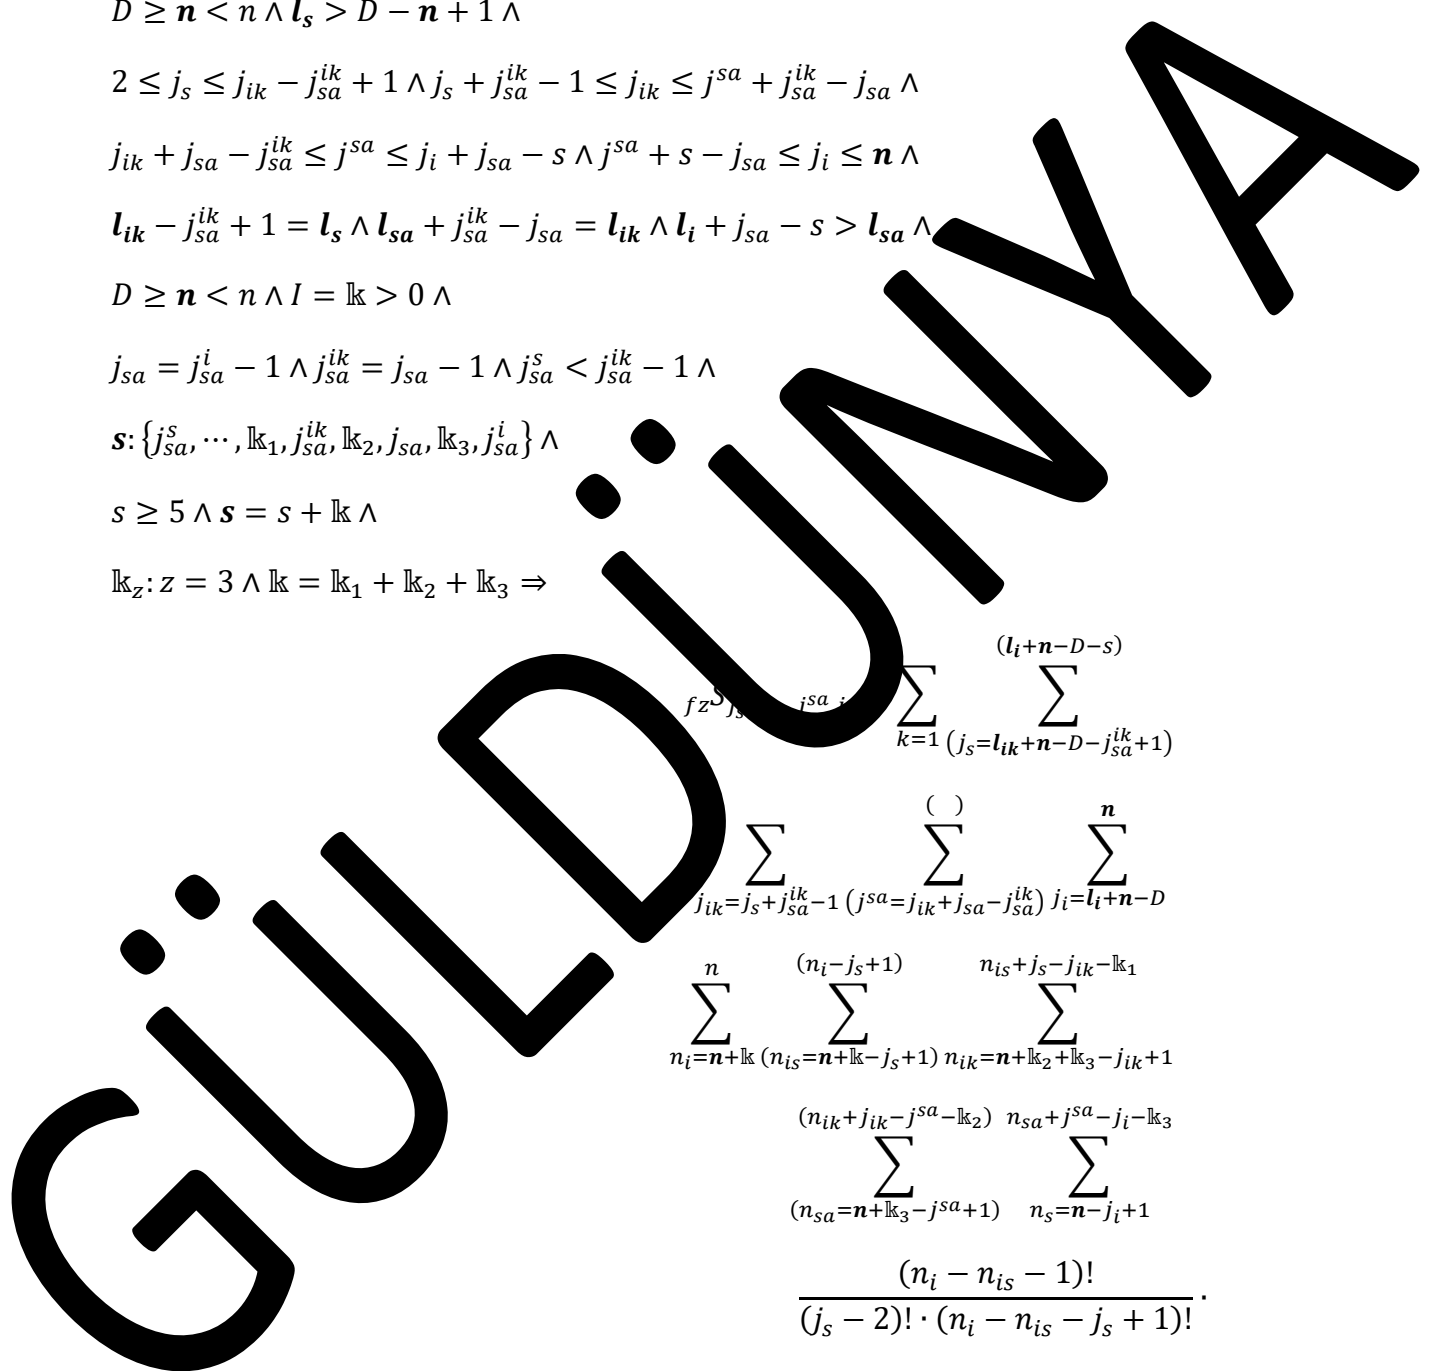 D ≥ 𝒏 < n ∧ 𝒍ₛ > D − 𝒏 + 1 ∧
2 ≤ j_s ≤ j_{ik} − j_{sa}^{ik} + 1 ∧ j_s + j_{sa}^{ik} − 1 ≤ j_{ik} ≤ j^{sa} + j_{sa}^{ik} − j_{sa} ∧
j_{ik} + j_{sa} − j_{sa}^{ik} ≤ j^{sa} ≤ j_i + j_{sa} − s ∧ j^{sa} + s − j_{sa} ≤ j_i ≤ 𝒏 ∧
𝒍_{ik} − j_{sa}^{ik} + 1 = 𝒍_s ∧ 𝒍_{sa} + j_{sa}^{ik} − j_{sa} = 𝒍_{ik} ∧ 𝒍_i + j_{sa} − s > 𝒍_{sa} ∧
D ≥ 𝒏 < n ∧ I = 𝕜 > 0 ∧
j_{sa} = j_{sa}^{i} − 1 ∧ j_{sa}^{ik} = j_{sa} − 1 ∧ j_{sa}^{s} < j_{sa}^{ik} − 1 ∧
𝒔: {j_{sa}^{s}, ⋯, 𝕜_1, j_{sa}^{ik}, 𝕜_2, j_{sa}, 𝕜_3, j_{sa}^{i}} ∧
s ≥ 5 ∧ 𝒔 = s + 𝕜 ∧
𝕜_z: z = 3 ∧ 𝕜 = 𝕜_1 + 𝕜_2 + 𝕜_3 ⇒
GÜLDÜNYA
∑_{k=1} ∑_{(j_s=𝒍_{ik}+𝒏−D−j_{sa}^{ik}+1)}^{(𝒍_i+𝒏−D−s)}
∑_{j_{ik}=j_s+j_{sa}^{ik}−1} ∑_{(j^{sa}=j_{ik}+j_{sa}−j_{sa}^{ik})}^{( )} ∑_{j_i=𝒍_i+𝒏−D}^{𝒏}
∑_{n_i=𝒏+𝕜}^{n} ∑_{(n_{is}=𝒏+𝕜−j_s+1)}^{(n_i−j_s+1)} ∑_{n_{ik}=𝒏+𝕜_2+𝕜_3−j_{ik}+1}^{n_{is}+j_s−j_{ik}−𝕜_1}
∑_{(n_{sa}=𝒏+𝕜_3−j^{sa}+1)}^{(n_{ik}+j_{ik}−j^{sa}−𝕜_2)} ∑_{n_s=𝒏−j_i+1}^{n_{sa}+j^{sa}−j_i−𝕜_3}
(n_i − n_{is} − 1)!
(j_s − 2)! · (n_i − n_{is} − j_s + 1)! ·